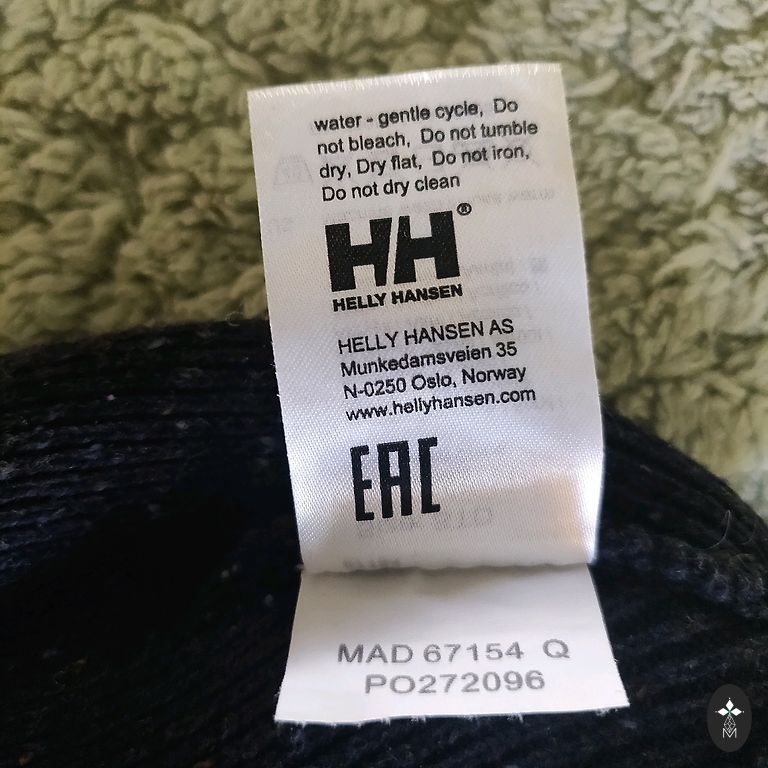 water - gentle cycle, Do
not bleach, Do not tumble
dry, Dry flat, Do not iron,
Do not dry clean
HH®
HELLY HANSEN
HELLY HANSEN AS
Munkedamsveien 35
N-0250 Oslo, Norway
www.hellyhansen.com
EAC
MAD 67154 Q
PO272096
M